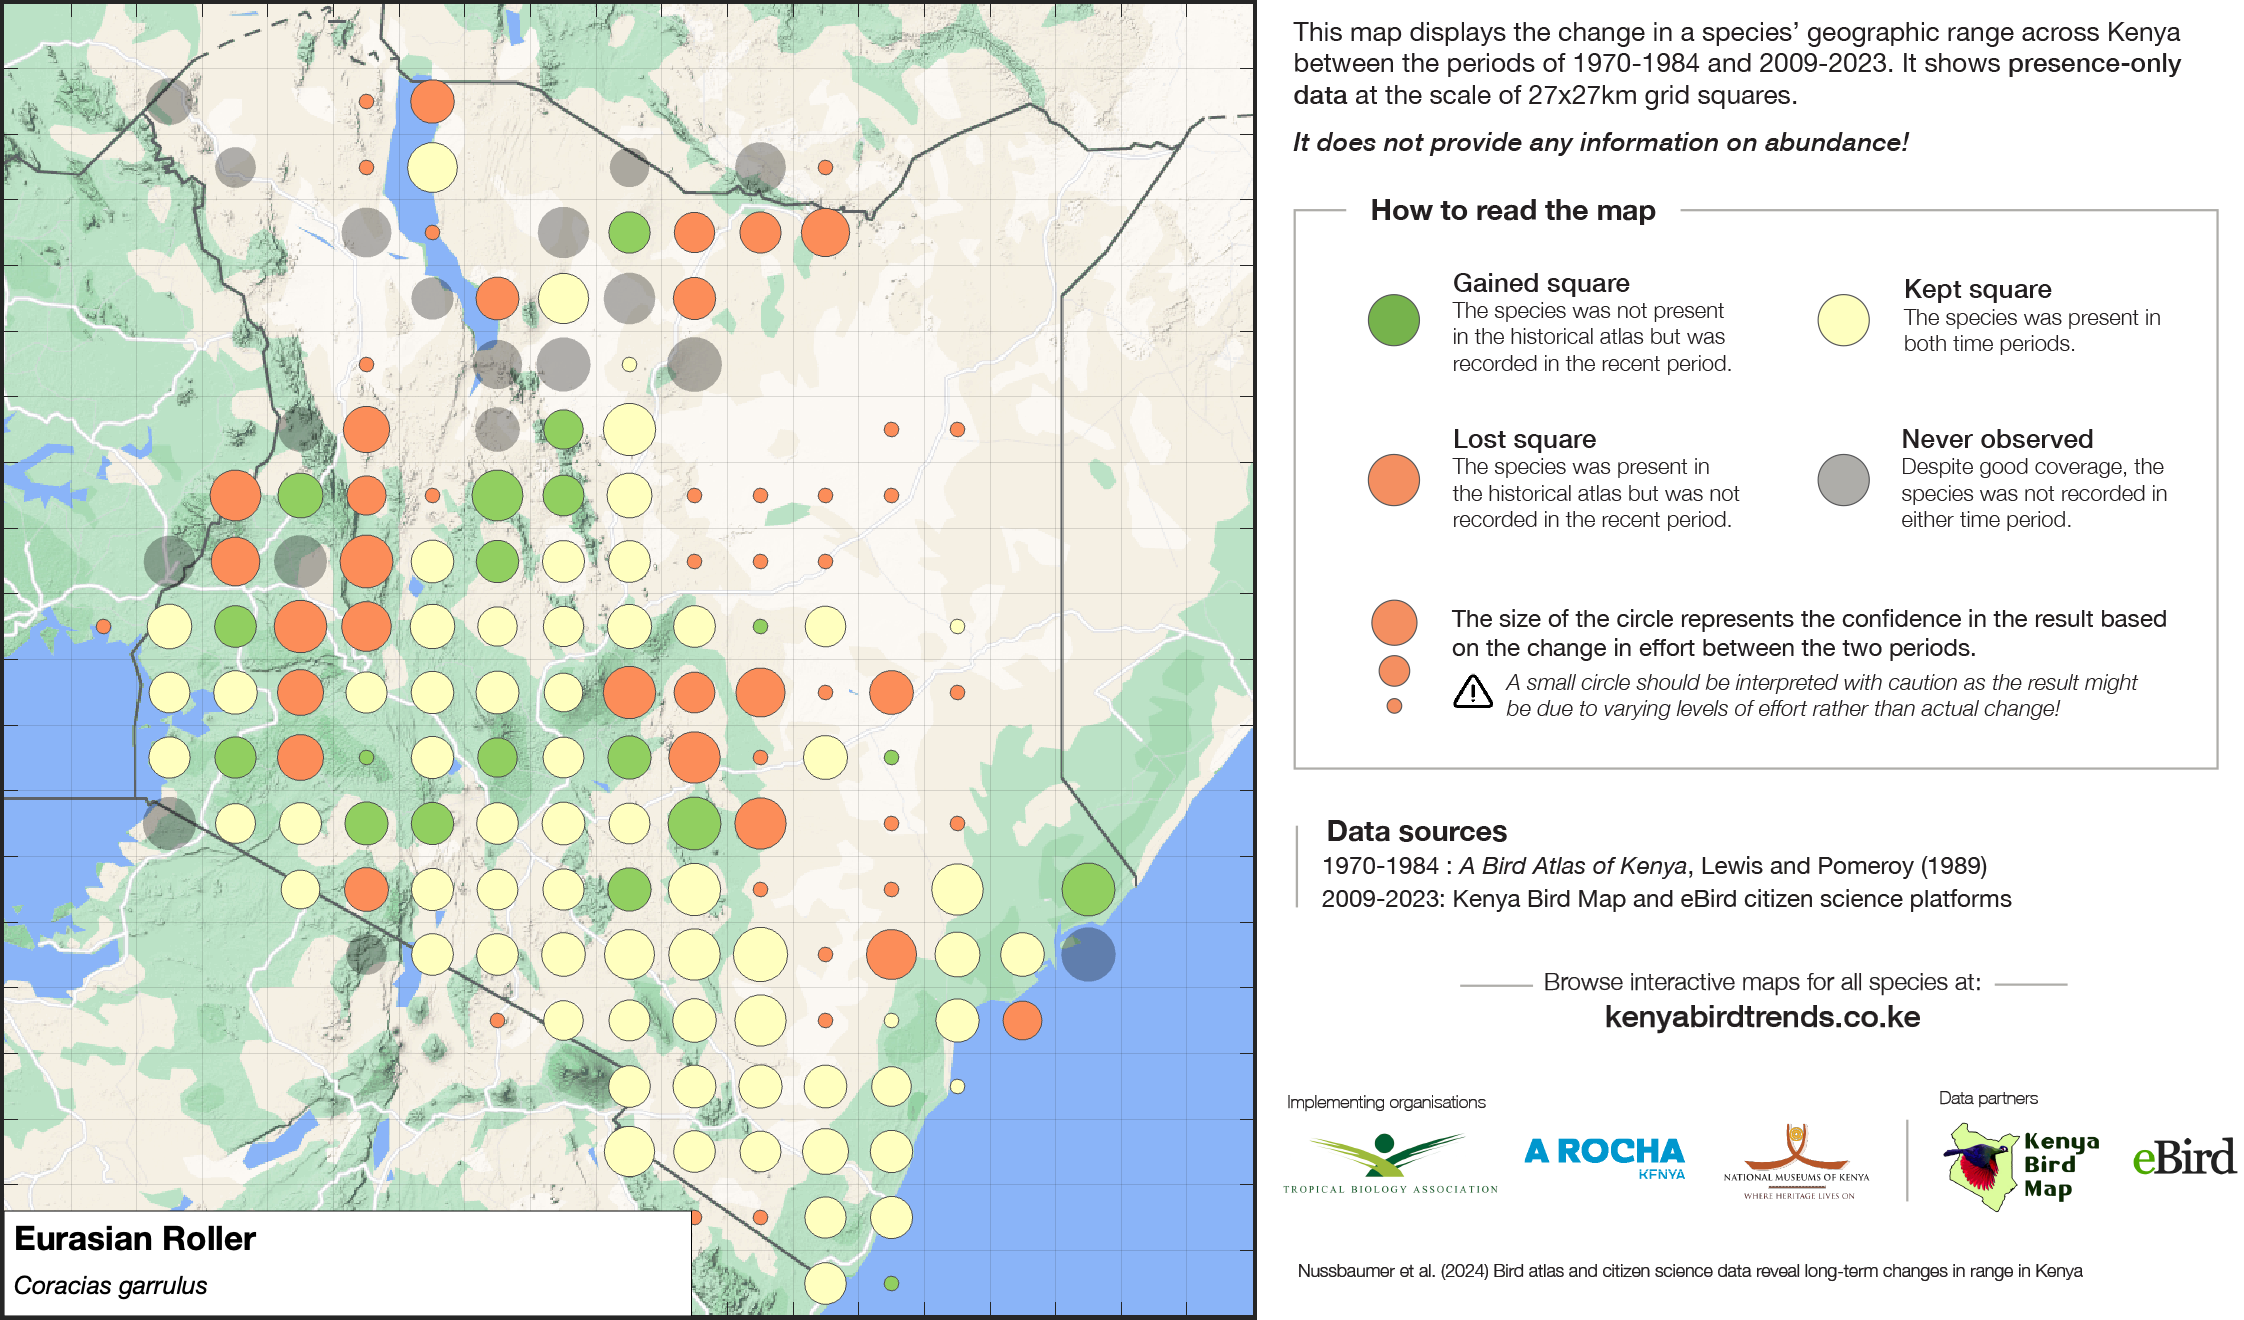 This map displays the change in a species’ geographic range across Kenya
between the periods of 1970-1984 and 2009-2023. It shows presence-only
data at the scale of 27x27km grid squares.
It does not provide any information on abundance!
How to read the map
Gained square
The species was not present
in the historical atlas but was
recorded in the recent period.
Kept square
The species was present in
both time periods.
Lost square
The species was present in
the historical atlas but was not
recorded in the recent period.
Never observed
Despite good coverage, the
species was not recorded in
either time period.
The size of the circle represents the confidence in the result based
on the change in effort between the two periods.
A small circle should be interpreted with caution as the result might
be due to varying levels of effort rather than actual change!
Data sources
1970-1984 : A Bird Atlas of Kenya, Lewis and Pomeroy (1989)
2009-2023: Kenya Bird Map and eBird citizen science platforms
Browse interactive maps for all species at:
kenyabirdtrends.co.ke
Implementing organisations
Data partners
TROPICAL BIOLOGY ASSOCIATION
A ROCHA
KENYA
NATIONAL MUSEUMS OF KENYA
WHERE HERITAGE LIVES ON
Kenya
Bird
Map
eBird
Nussbaumer et al. (2024) Bird atlas and citizen science data reveal long-term changes in range in Kenya
Eurasian Roller
Coracias garrulus